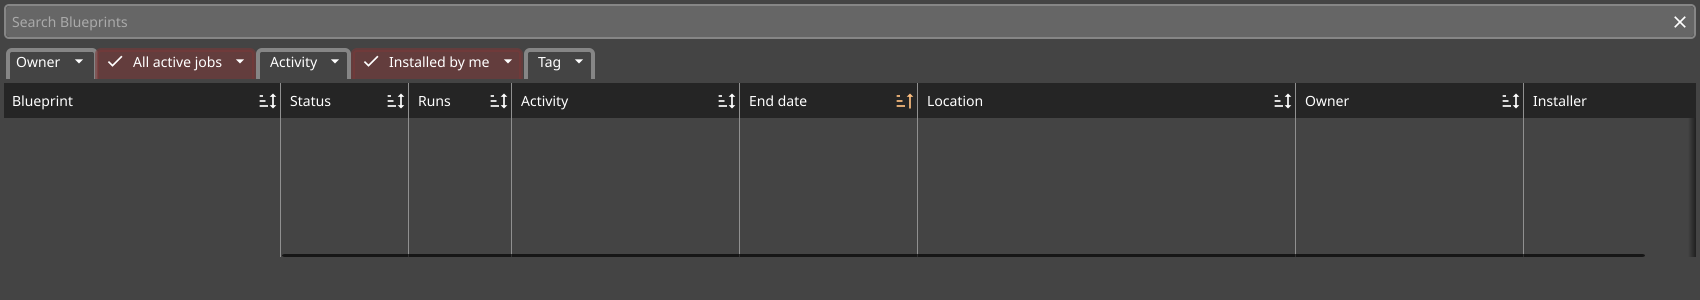 Search Blueprints
Owner All active jobs Activity Installed by me Tag
Blueprint Status Runs Activity End date Location Owner Installer